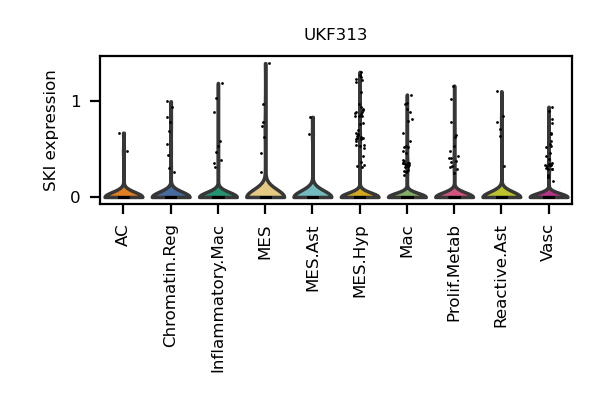 UKF313
SKI expression
1
0
AC
Chromatin.Reg
Inflammatory.Mac
MES
MES.Ast
MES.Hyp
Mac
Prolif.Metab
Reactive.Ast
Vasc